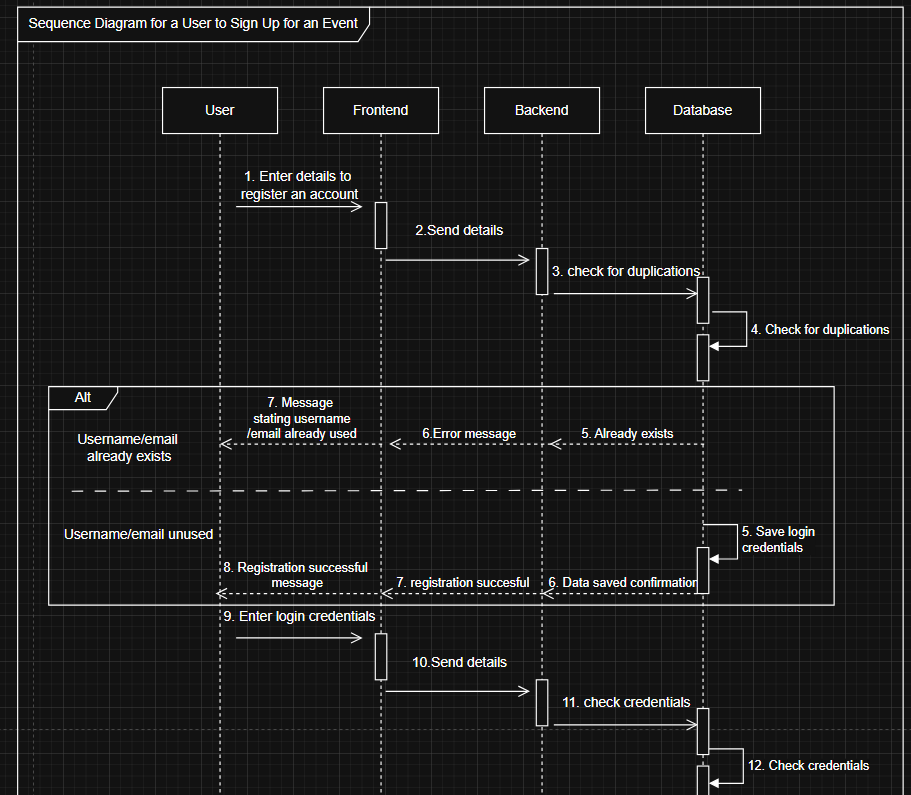 Sequence Diagram for a User to Sign Up for an Event
User
Frontend
Backend
Database
1. Enter details to
register an account
2.Send details
3. check for duplications
4. Check for duplications
Alt
Username/email
already exists
7. Message
stating username
/email already used
6.Error message
5. Already exists
Username/email unused
5. Save login
credentials
8. Registration successful
message
7. registration succesful
6. Data saved confirmation
9. Enter login credentials
10.Send details
11. check credentials
12. Check credentials